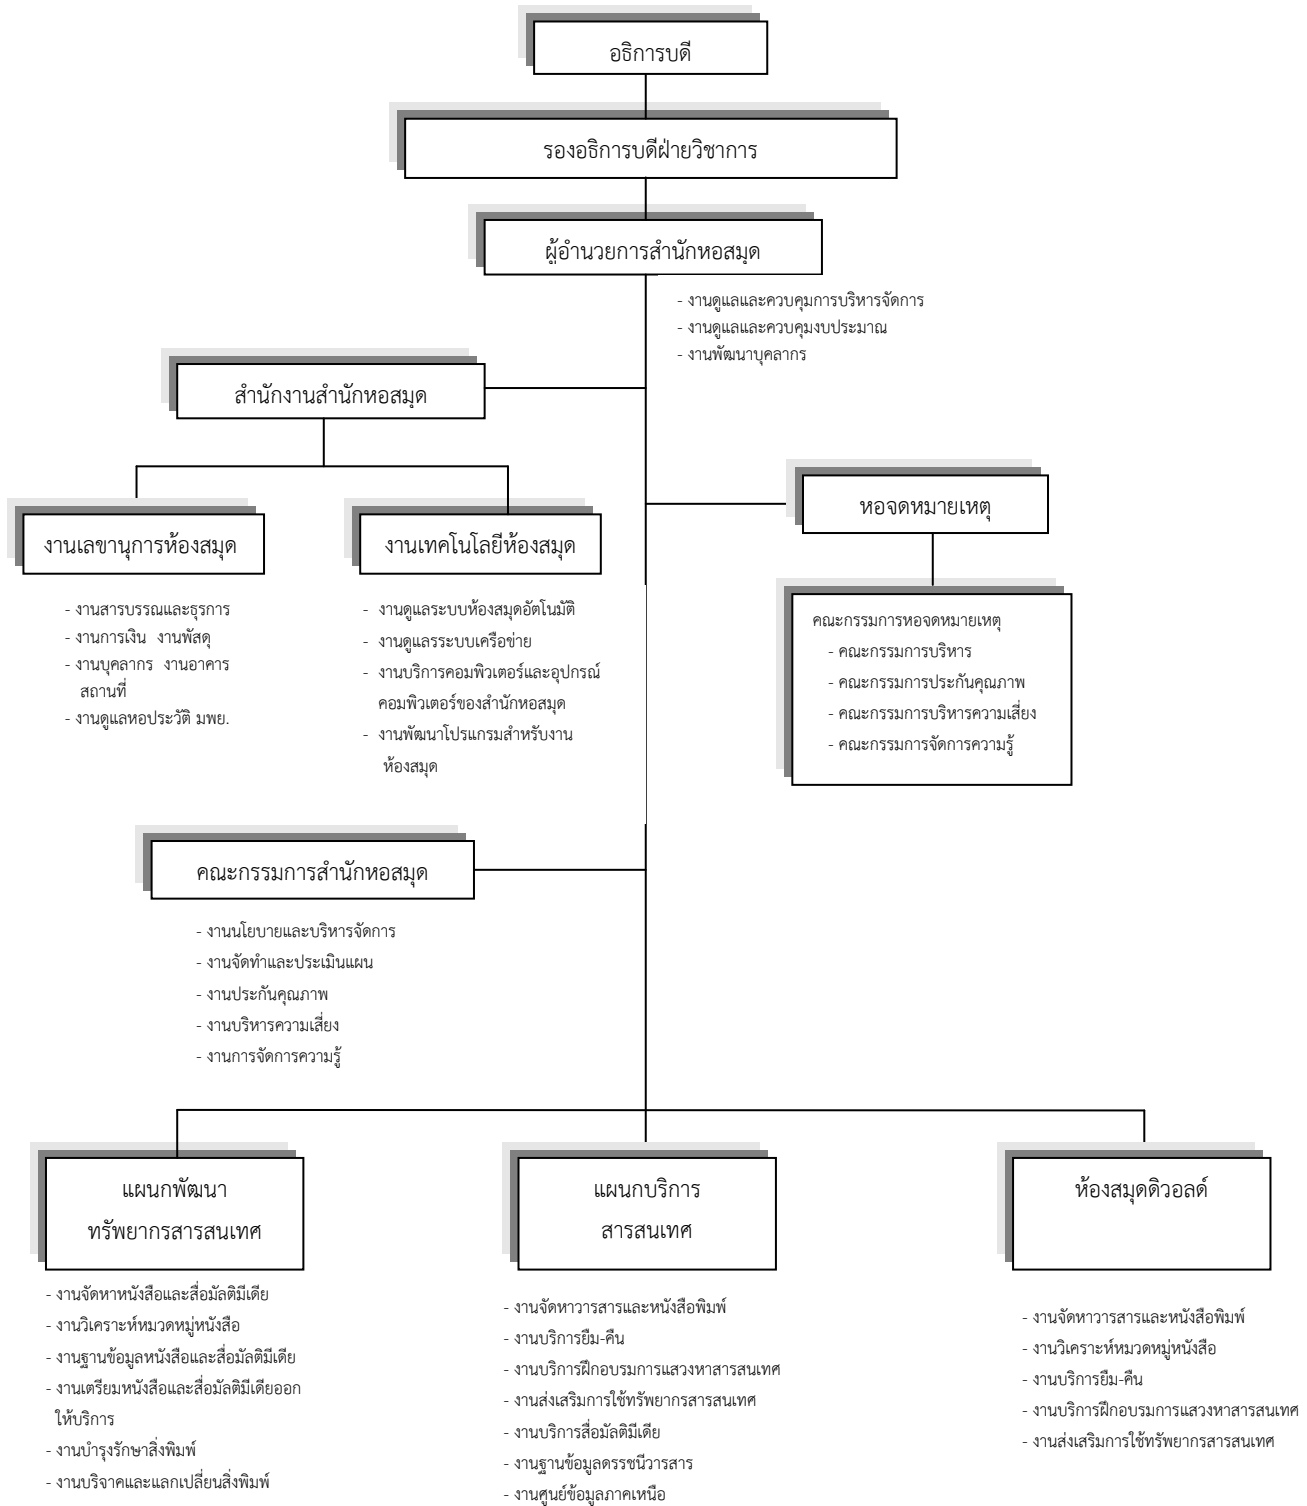 อธิการบดี
รองอธิการบดีฝ่ายวิชาการ
ผู้อำนวยการสำนักหอสมุด
- งานดูแลและควบคุมการบริหารจัดการ
- งานดูแลและควบคุมงบประมาณ
- งานพัฒนาบุคลากร
สำนักงานสำนักหอสมุด
หอจดหมายเหตุ
งานเลขานุการห้องสมุด
- งานสารบรรณและธุรการ
- งานการเงิน งานพัสดุ
- งานบุคลากร งานอาคาร
สถานที่
- งานดูแลหอประวัติ มพย.
งานเทคโนโลยีห้องสมุด
- งานดูแลระบบห้องสมุดอัตโนมัติ
- งานดูแลรระบบเครือข่าย
- งานบริการคอมพิวเตอร์และอุปกรณ์
คอมพิวเตอร์ของสำนักหอสมุด
- งานพัฒนาโปรแกรมสำหรับงาน
ห้องสมุด
คณะกรรมการหอจดหมายเหตุ
- คณะกรรมการบริหาร
- คณะกรรมการประกันคุณภาพ
- คณะกรรมการบริหารความเสี่ยง
- คณะกรรมการจัดการความรู้
คณะกรรมการสำนักหอสมุด
- งานนโยบายและบริหารจัดการ
- งานจัดทำและประเมินแผน
- งานประกันคุณภาพ
- งานบริหารความเสี่ยง
- งานการจัดการความรู้
แผนกพัฒนา
ทรัพยากรสารสนเทศ
- งานจัดหาหนังสือและสื่อมัลติมีเดีย
- งานวิเคราะห์หมวดหมู่หนังสือ
- งานฐานข้อมูลหนังสือและสื่อมัลติมีเดีย
- งานเตรียมหนังสือและสื่อมัลติมีเดียออก
ให้บริการ
- งานบำรุงรักษาสิ่งพิมพ์
- งานบริจาคและแลกเปลี่ยนสิ่งพิมพ์
แผนกบริการ
สารสนเทศ
- งานจัดหาวารสารและหนังสือพิมพ์
- งานบริการยืม-คืน
- งานบริการฝึกอบรมการแสวงหาสารสนเทศ
- งานส่งเสริมการใช้ทรัพยากรสารสนเทศ
- งานบริการสื่อมัลติมีเดีย
- งานฐานข้อมูลดรรชนีวารสาร
- งานศูนย์ข้อมูลภาคเหนือ
ห้องสมุดดิวอลด์
- งานจัดหาวารสารและหนังสือพิมพ์
- งานวิเคราะห์หมวดหมู่หนังสือ
- งานบริการยืม-คืน
- งานบริการฝึกอบรมการแสวงหาสารสนเทศ
- งานส่งเสริมการใช้ทรัพยากรสารสนเทศ